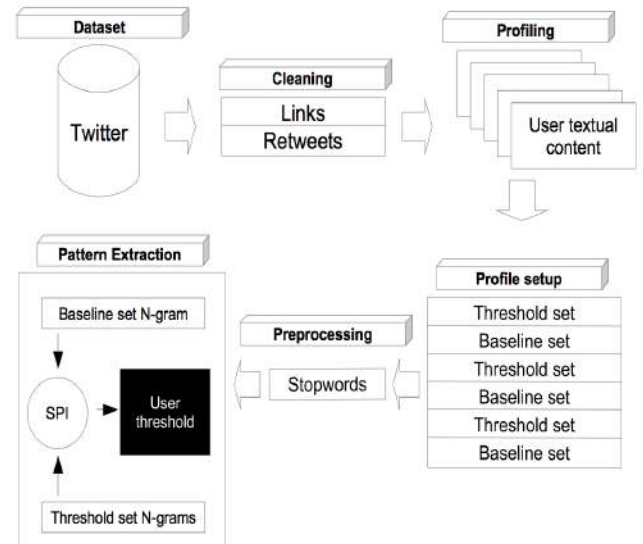 Dataset
Twitter
Cleaning
Links
Retweets
Profiling
User textual
content
Profile setup
Threshold set
Baseline set
Threshold set
Baseline set
Threshold set
Baseline set
Preprocessing
Stopwords
Pattern Extraction
Baseline set N-gram
SPI
User
threshold
Threshold set N-grams